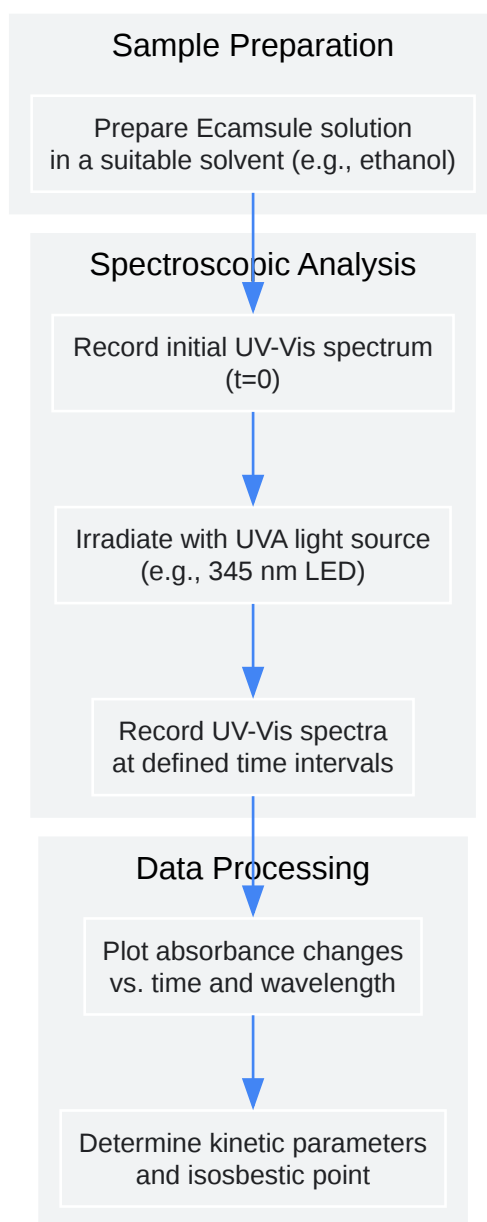 Sample Preparation
Prepare Ecamsule solution
in a suitable solvent (e.g., ethanol)
Spectroscopic Analysis
Record initial UV-Vis spectrum
(t=0)
Irradiate with UVA light source
(e.g., 345 nm LED)
Record UV-Vis spectra
at defined time intervals
Data Processing
Plot absorbance changes
vs. time and wavelength
Determine kinetic parameters
and isosbestic point